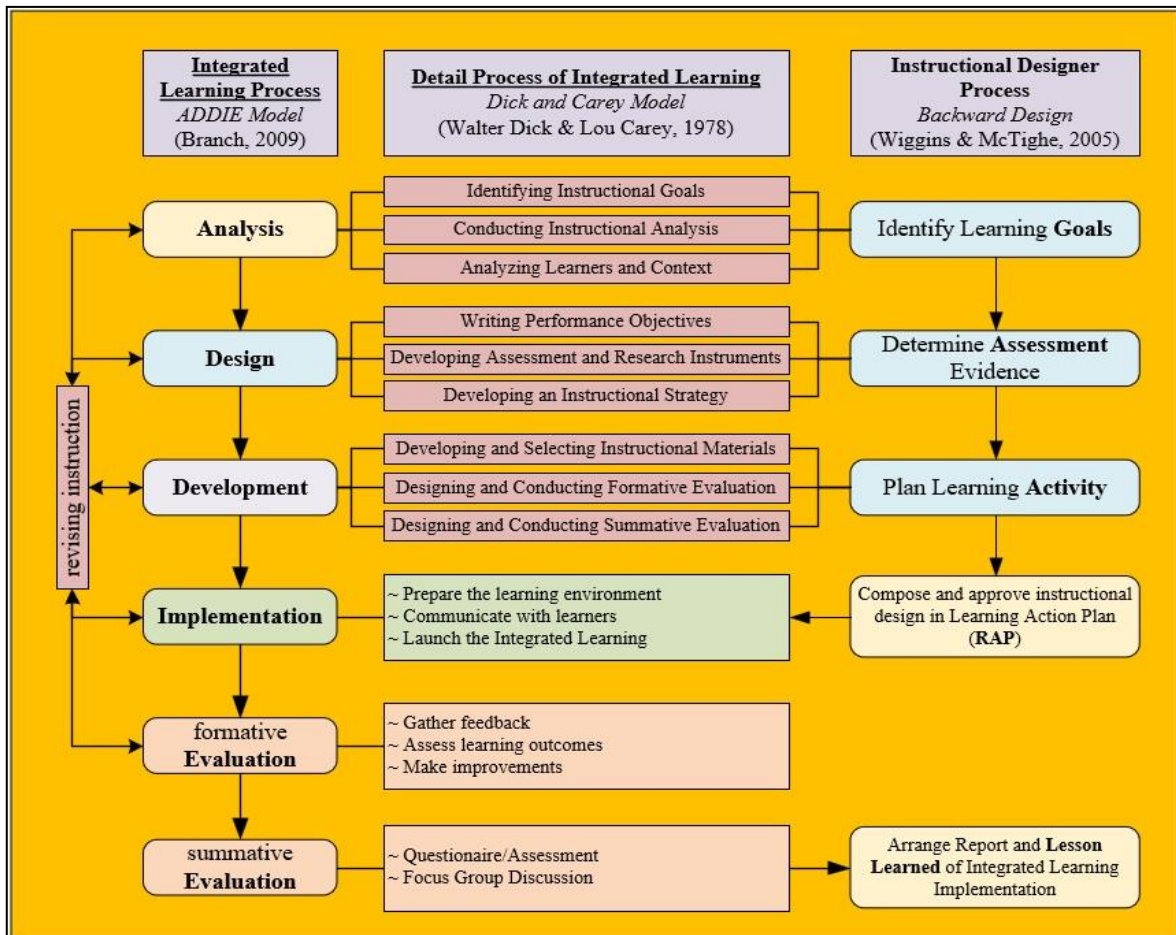 Integrated
Learning Process
ADDIE Model
(Branch, 2009)
Detail Process of Integrated Learning
Dick and Carey Model
(Walter Dick & Lou Carey, 1978)
Instructional Designer
Process
Backward Design
(Wiggins & McTighe, 2005)
Analysis
Identifying Instructional Goals
Conducting Instructional Analysis
Analyzing Learners and Context
Identify Learning Goals
Design
Writing Performance Objectives
Developing Assessment and Research Instruments
Developing an Instructional Strategy
Determine Assessment
Evidence
revising instruction
Development
Developing and Selecting Instructional Materials
Designing and Conducting Formative Evaluation
Designing and Conducting Summative Evaluation
Plan Learning Activity
Implementation
~ Prepare the learning environment
~ Communicate with learners
~ Launch the Integrated Learning
Compose and approve instructional
design in Learning Action Plan
(RAP)
formative
Evaluation
~ Gather feedback
~ Assess learning outcomes
~ Make improvements
summative
Evaluation
~ Questionaire/Assessment
~ Focus Group Discussion
Arrange Report and Lesson
Learned of Integrated Learning
Implementation